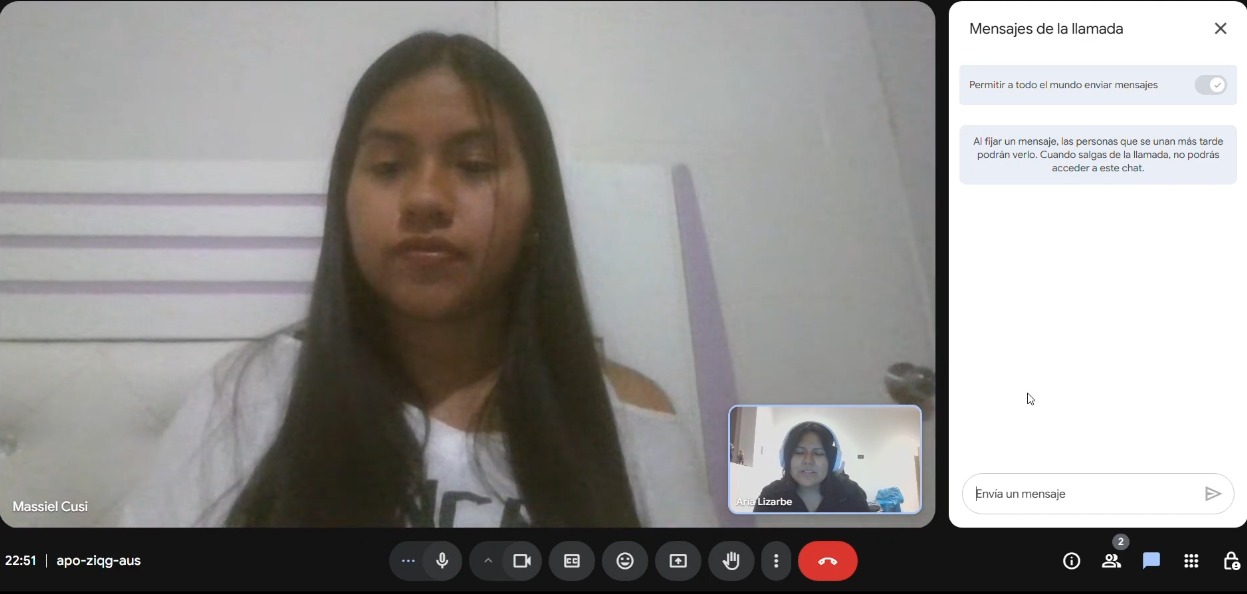 Mensajes de la llamada
Permitir a todo el mundo enviar mensajes
Al fijar un mensaje, las personas que se unan más tarde
podrán verlo. Cuando salgas de la llamada, no podrás
acceder a este chat.
Massiel Cusi
Aria Lizarbe
Envía un mensaje
22:51 | apo-ziqg-aus
CC
2